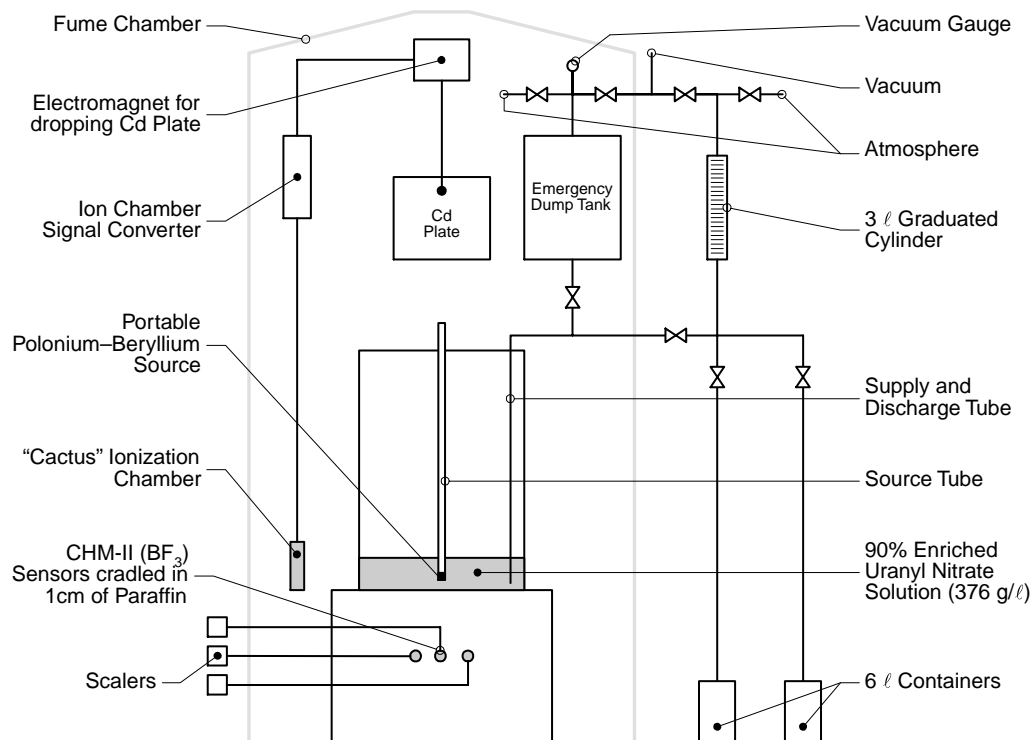 Fume Chamber
Electromagnet for
dropping Cd Plate
Ion Chamber
Signal Converter
Portable
Polonium–Beryllium
Source
“Cactus” Ionization
Chamber
CHM-II (BF₃)
Sensors cradled in
1cm of Paraffin
Scalers
Cd
Plate
Emergency
Dump Tank
Vacuum Gauge
Vacuum
Atmosphere
3 ℓ Graduated
Cylinder
Supply and
Discharge Tube
Source Tube
90% Enriched
Uranyl Nitrate
Solution (376 g/ℓ)
6 ℓ Containers